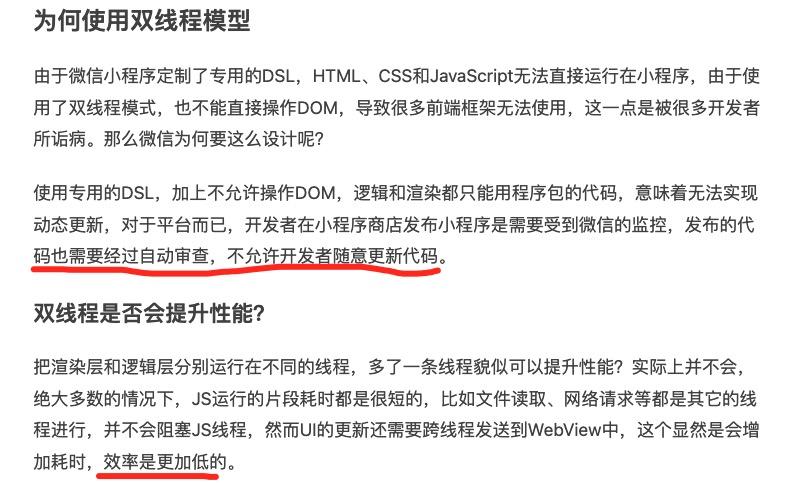 为何使用双线程模型
由于微信小程序定制了专用的DSL，HTML、CSS和JavaScript无法直接运行在小程序，由于使
用了双线程模式，也不能直接操作DOM，导致很多前端框架无法使用，这一点是被很多开发者
所诟病。那么微信为何要这么设计呢？
使用专用的DSL，加上不允许操作DOM，逻辑和渲染都只能用程序包的代码，意味着无法实现
动态更新，对于平台而已，开发者在小程序商店发布小程序是需要受到微信的监控，发布的代
码也需要经过自动审查，不允许开发者随意更新代码。
双线程是否会提升性能？
把渲染层和逻辑层分别运行在不同的线程，多了一条线程貌似可以提升性能？实际上并不会，
绝大多数的情况下，JS运行的片段耗时都是很短的，比如文件读取、网络请求等都是其它的线
程进行，并不会阻塞JS线程，然而UI的更新还需要跨线程发送到WebView中，这个显然是会增
加耗时，效率是更加低的。